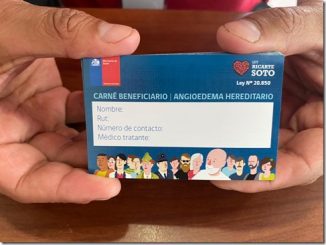 LEY
RICARTE
SOTO
Ley Nº 20.850
CARNÉ BENEFICIARIO | ANGIOEDEMA HEREDITARIO
Nombre:
Rut:
Número de contacto:
Médico tratante: